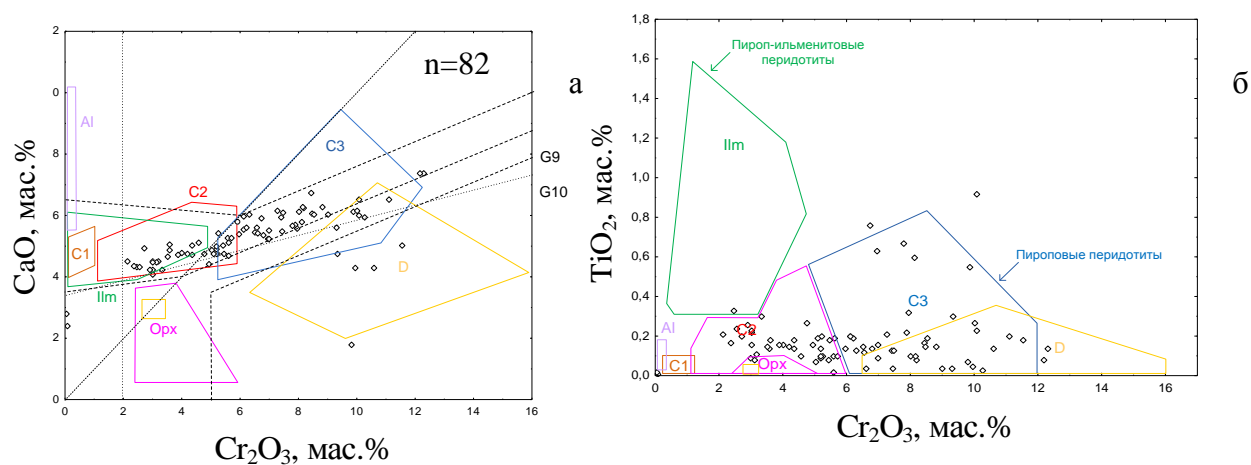 n=82
а
CaO, мас.%
0
8
6
4
2
0
0
2
4
6
8
10
12
14
16
Cr₂O₃, мас.%
Al
C1
C2
C3
Ilm
Opx
D
G9
G10
б
TiO₂, мас.%
1,8
1,6
1,4
1,2
1,0
0,8
0,6
0,4
0,2
0,0
0
2
4
6
8
10
12
14
16
Cr₂O₃, мас.%
Пироп-ильменитовые
перидотиты
Ilm
Пироповые перидотиты
C3
Al
C1
C2
Opx
D